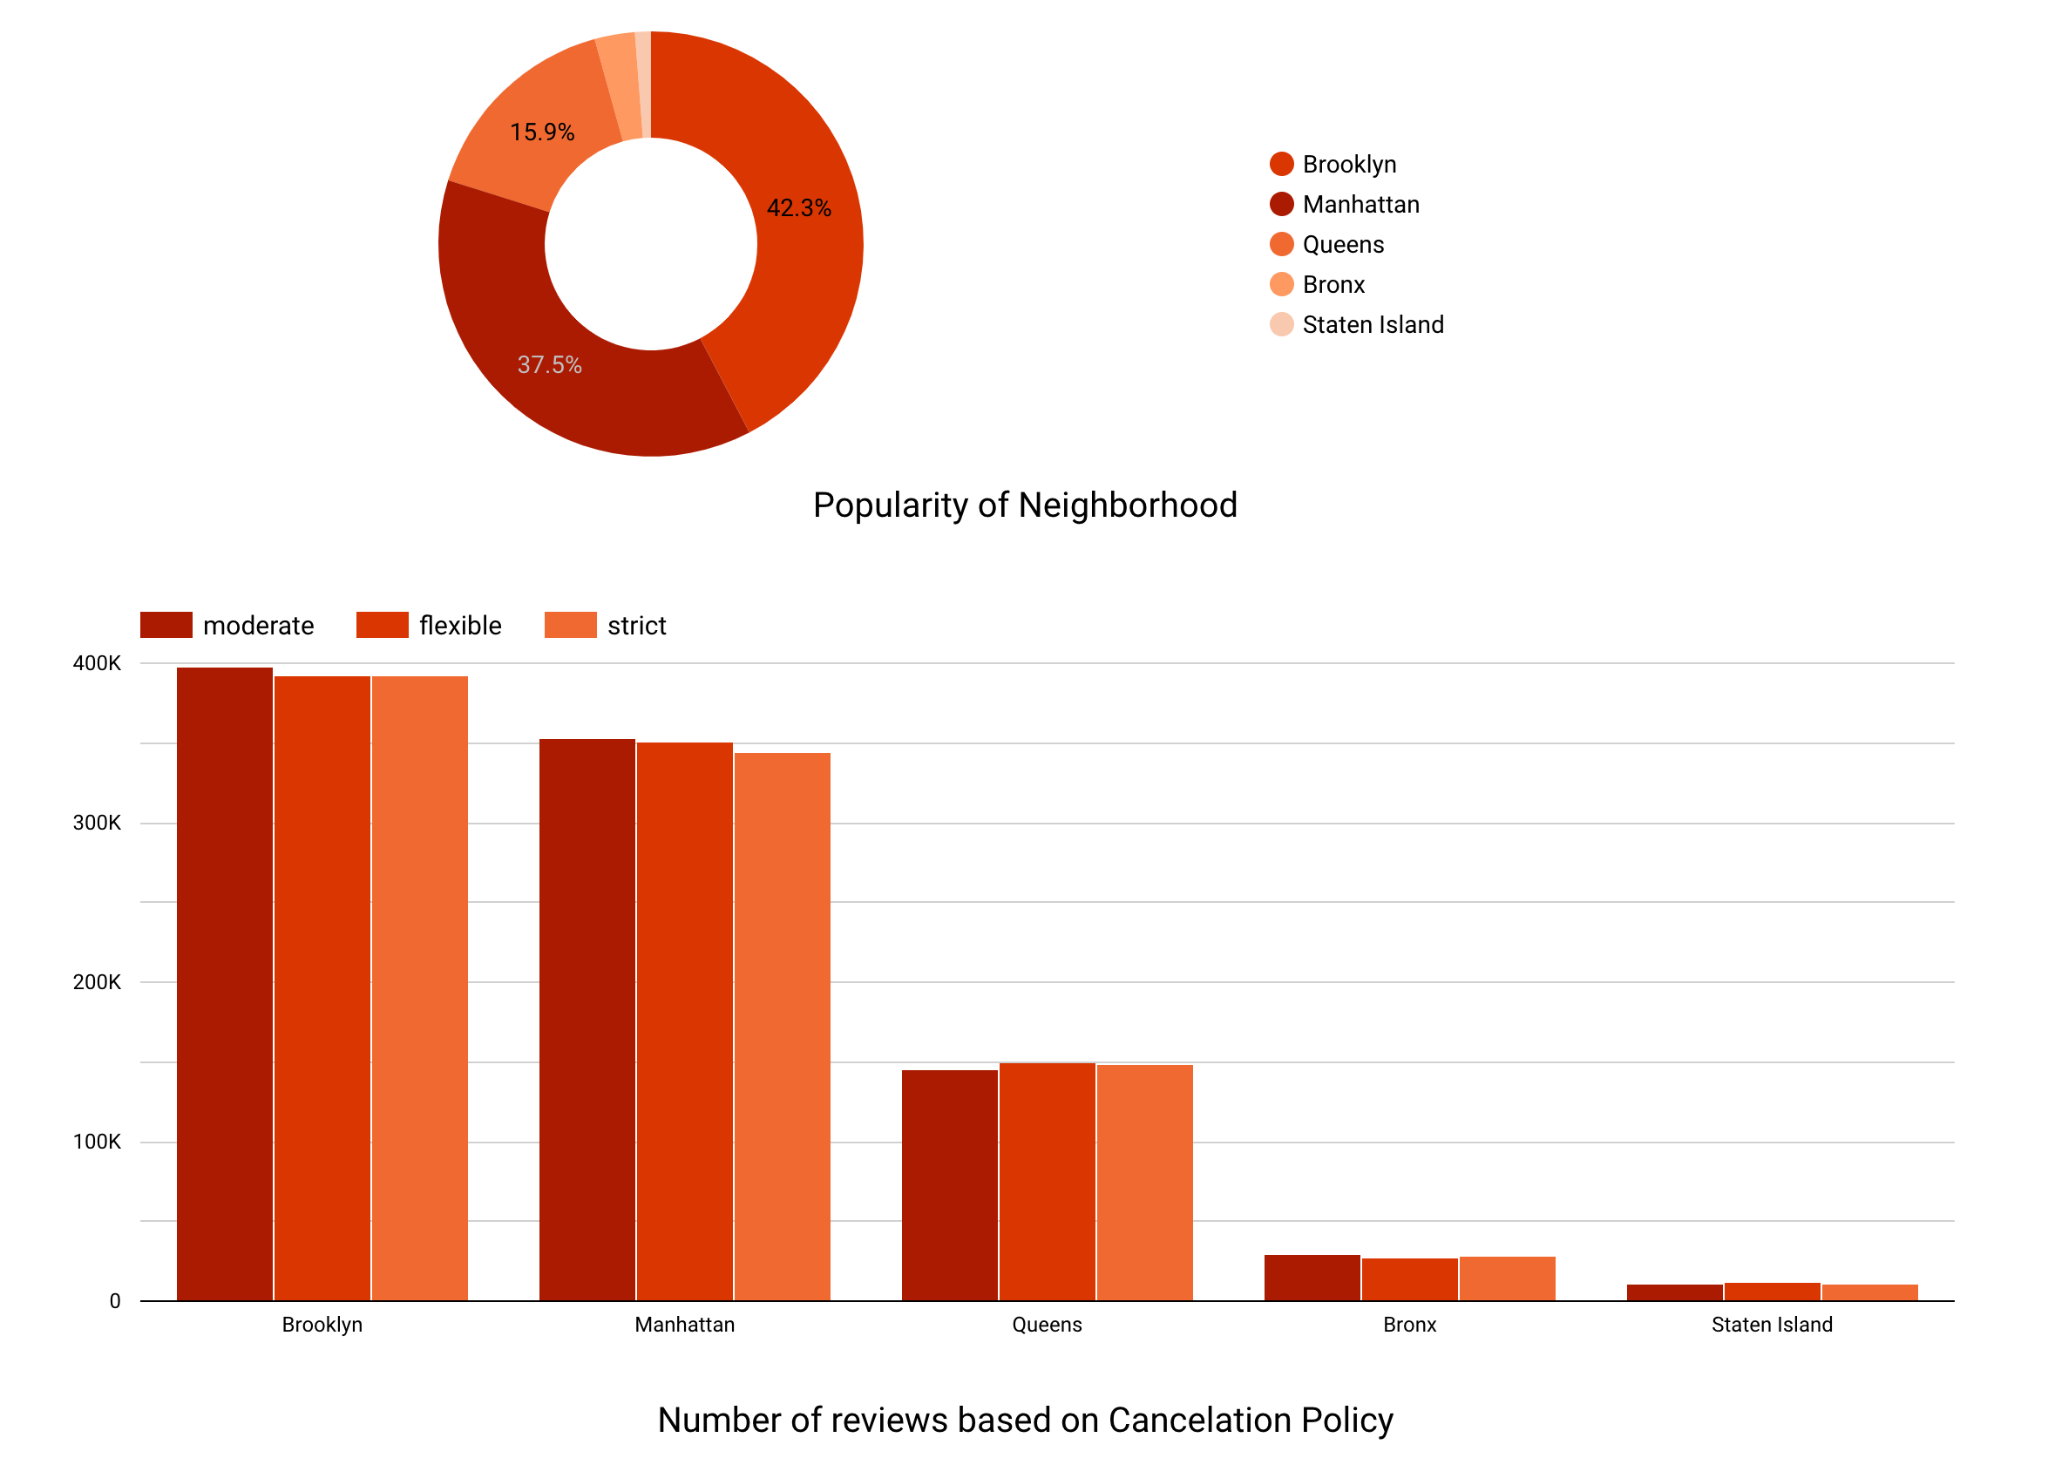 15.9%
42.3%
37.5%
Brooklyn
Manhattan
Queens
Bronx
Staten Island
Popularity of Neighborhood
moderate flexible strict
400K
300K
200K
100K
0
Brooklyn Manhattan Queens Bronx Staten Island
Number of reviews based on Cancelation Policy